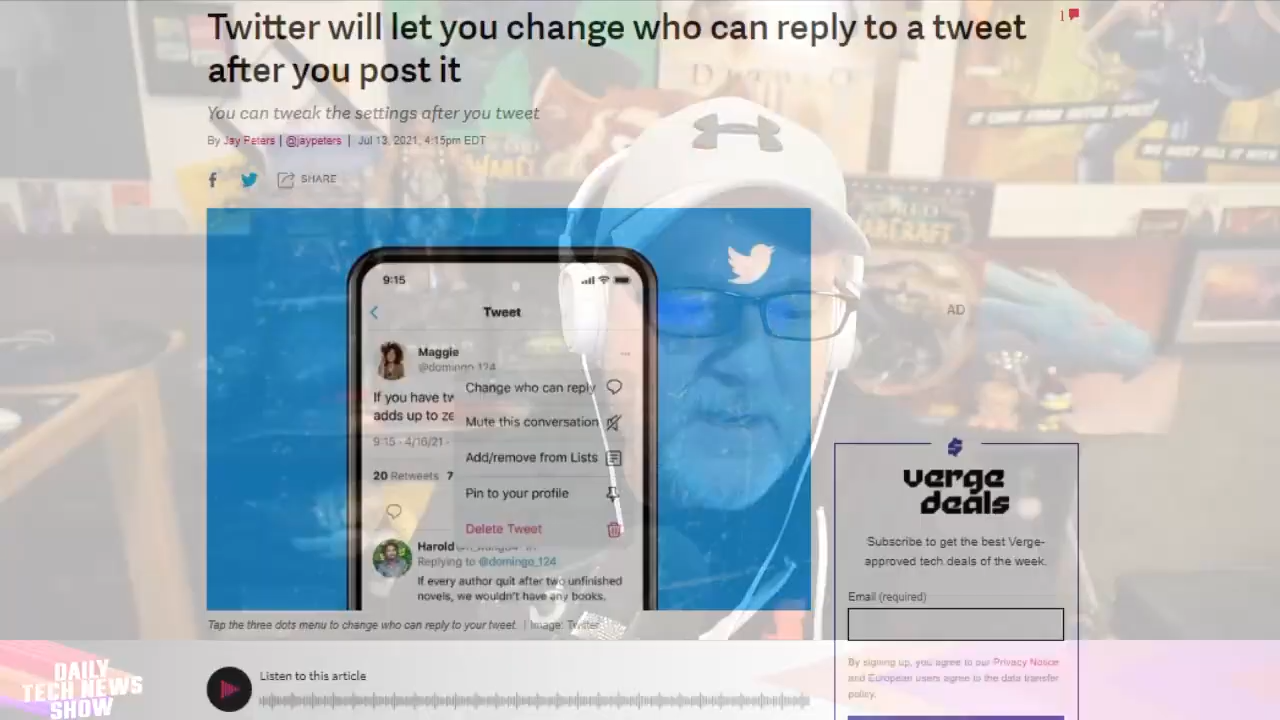 Twitter will let you change who can reply to a tweet
after you post it
1
You can tweak the settings after you tweet
By Jay Peters | @jaypeters | Jul 13, 2021, 4:15pm EDT
SHARE
9:15
Tweet
Maggie
@domingo_124
Change who can reply
If you have tw
adds up to ze
Mute this conversation
9:15 · 4/16/21 ·
Add/remove from Lists
20 Retweets 7
Pin to your profile
Delete Tweet
Harold
Replying to @domingo_124
If every author quit after two unfinished
novels, we wouldn't have any books.
Tap the three dots menu to change who can reply to your tweet. | Image: Twitter
AD
verge
deals
Subscribe to get the best Verge-
approved tech deals of the week.
Email (required)
By signing up, you agree to our Privacy Notice
and European users agree to the data transfer
policy.
Listen to this article
DAILY
TECH NEWS
SHOW